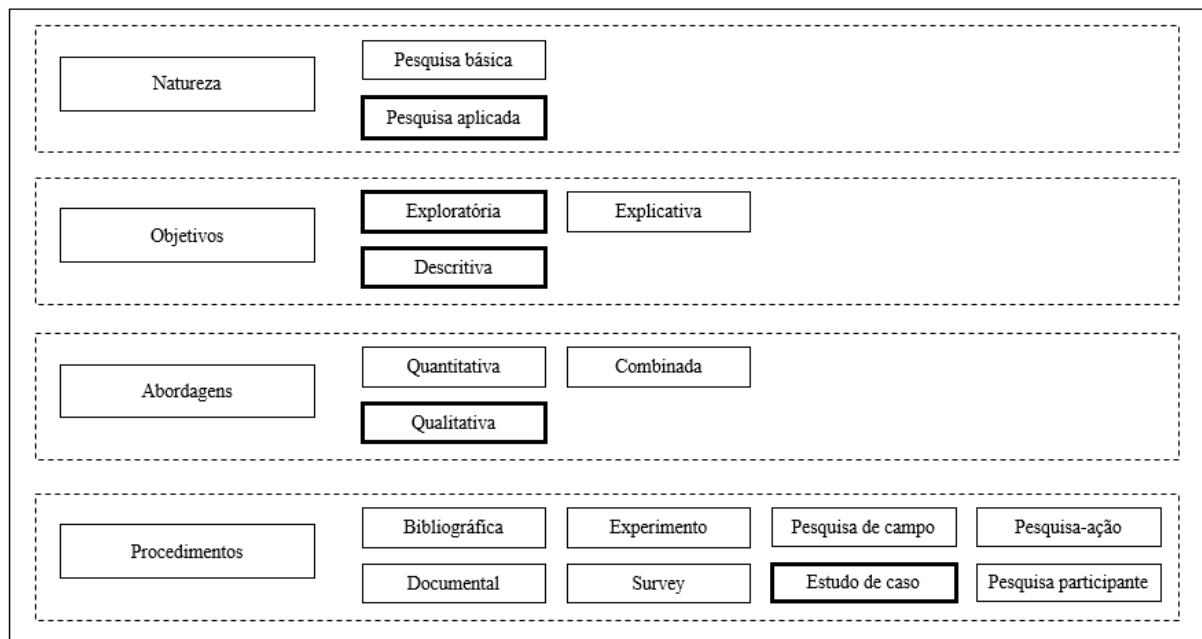 Natureza
Pesquisa básica
Pesquisa aplicada
Objetivos
Exploratória
Explicativa
Descritiva
Abordagens
Quantitativa
Combinada
Qualitativa
Procedimentos
Bibliográfica
Experimento
Pesquisa de campo
Pesquisa-ação
Documental
Survey
Estudo de caso
Pesquisa participante